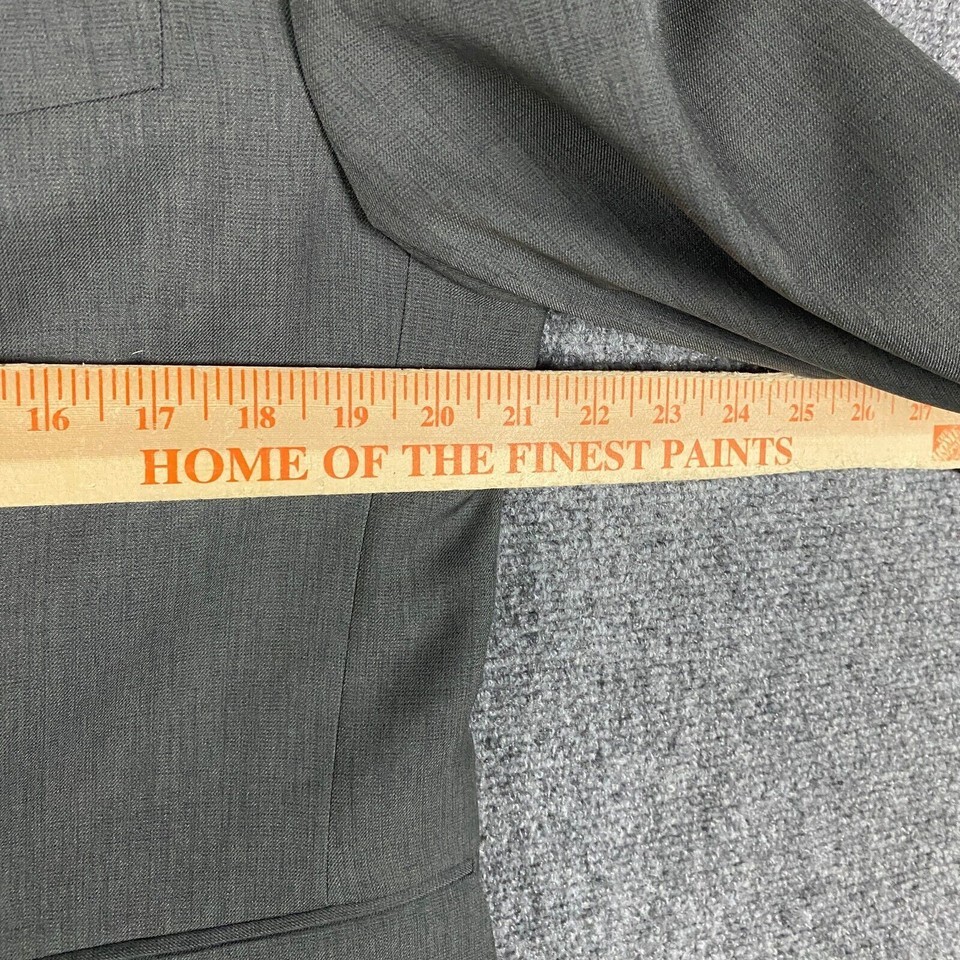 16 17 18 19 20 21 22 23 24 25 26 27
HOME OF THE FINEST PAINTS